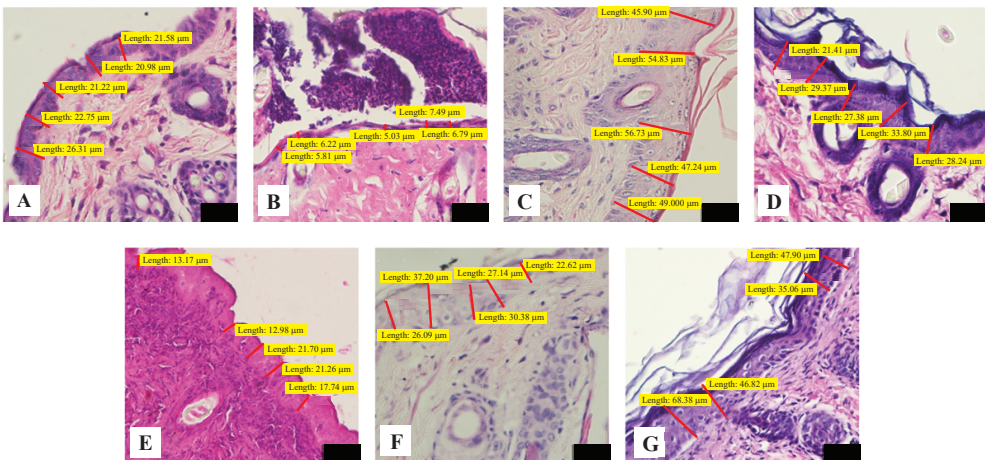 Length: 21.58 µm
Length: 20.98 µm
Length: 21.22 µm
Length: 22.75 µm
Length: 26.31 µm
A
Length: 7.49 µm
Length: 5.03 µm
Length: 6.79 µm
Length: 6.22 µm
Length: 5.81 µm
B
Length: 45.90 µm
Length: 54.83 µm
Length: 56.73 µm
Length: 47.24 µm
Length: 49.000 µm
C
Length: 21.41 µm
Length: 29.37 µm
Length: 27.38 µm
Length: 33.80 µm
Length: 28.24 µm
D
Length: 13.17 µm
Length: 12.98 µm
Length: 21.70 µm
Length: 21.26 µm
Length: 17.74 µm
E
Length: 22.62 µm
Length: 27.14 µm
Length: 37.20 µm
Length: 30.38 µm
Length: 26.09 µm
F
Length: 47.90 µm
Length: 35.06 µm
Length: 46.82 µm
Length: 68.38 µm
G